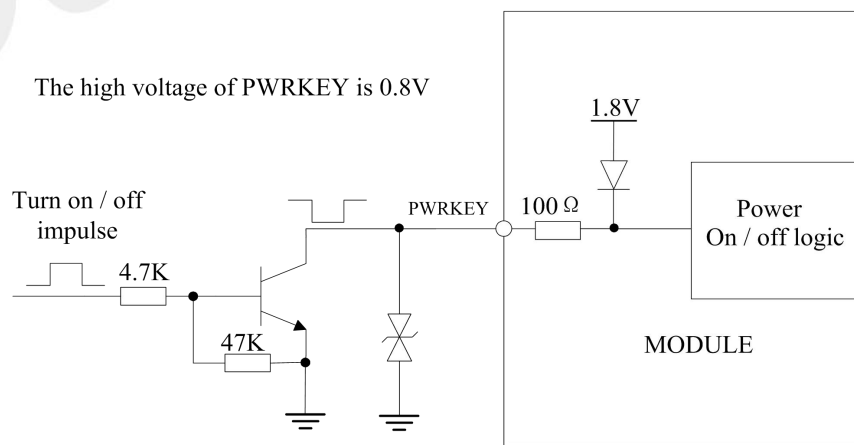 The high voltage of PWRKEY is 0.8V
1.8V
Turn on / off
impulse
PWRKEY
100 Ω
Power
On / off logic
4.7K
47K
MODULE